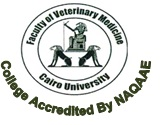 Faculty of Veterinary Medicine
Cairo University
College Accredited By NAQAAE